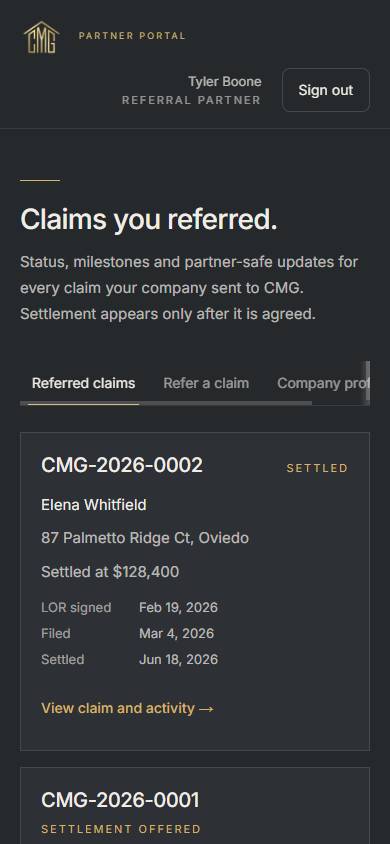 CMG
PARTNER PORTAL
Tyler Boone
REFERRAL PARTNER
Sign out
Claims you referred.
Status, milestones and partner-safe updates for
every claim your company sent to CMG.
Settlement appears only after it is agreed.
Referred claims Refer a claim Company prof
CMG-2026-0002 SETTLED
Elena Whitfield
87 Palmetto Ridge Ct, Oviedo
Settled at $128,400
LOR signed Feb 19, 2026
Filed Mar 4, 2026
Settled Jun 18, 2026
View claim and activity →
CMG-2026-0001
SETTLEMENT OFFERED